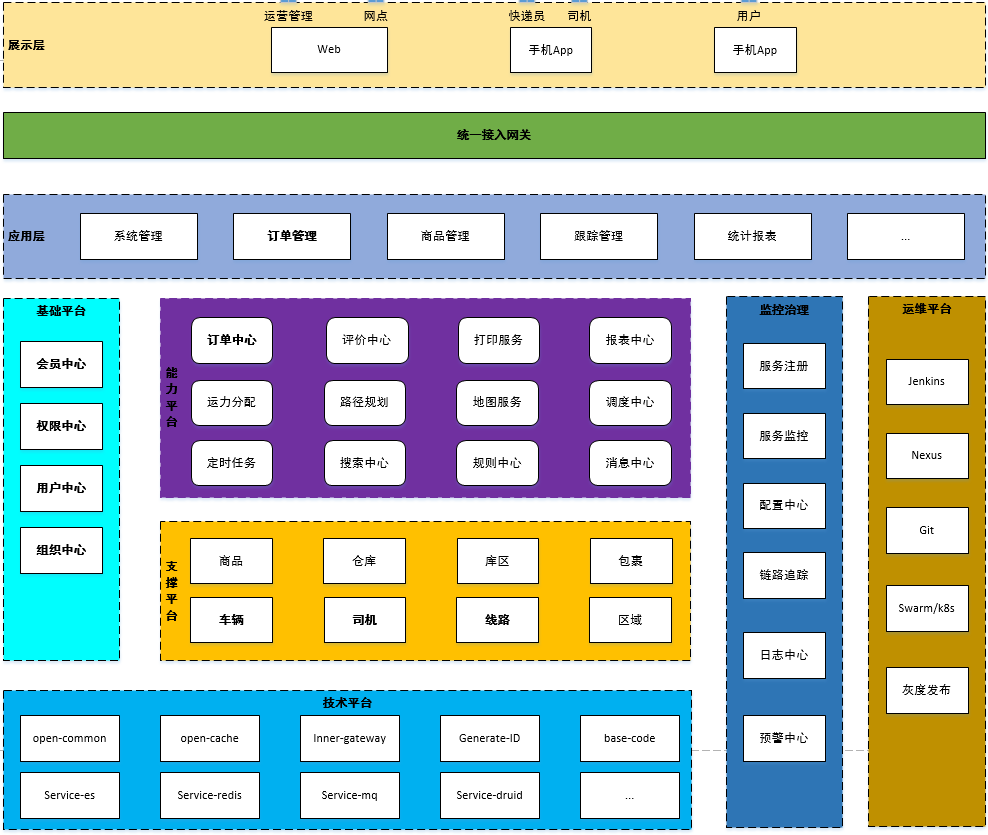 运营管理 网点 快递员 司机 用户
展示层
Web 手机App 手机App
统一接入网关
应用层
系统管理 订单管理 商品管理 跟踪管理 统计报表 ...
基础平台
会员中心
权限中心
用户中心
组织中心
能力平台
订单中心 评价中心 打印服务 报表中心
运力分配 路径规划 地图服务 调度中心
定时任务 搜索中心 规则中心 消息中心
支撑平台
商品 仓库 库区 包裹
车辆 司机 线路 区域
监控治理
服务注册
服务监控
配置中心
链路追踪
日志中心
预警中心
运维平台
Jenkins
Nexus
Git
Swarm/k8s
灰度发布
技术平台
open-common open-cache Inner-gateway Generate-ID base-code
Service-es Service-redis Service-mq Service-druid ...